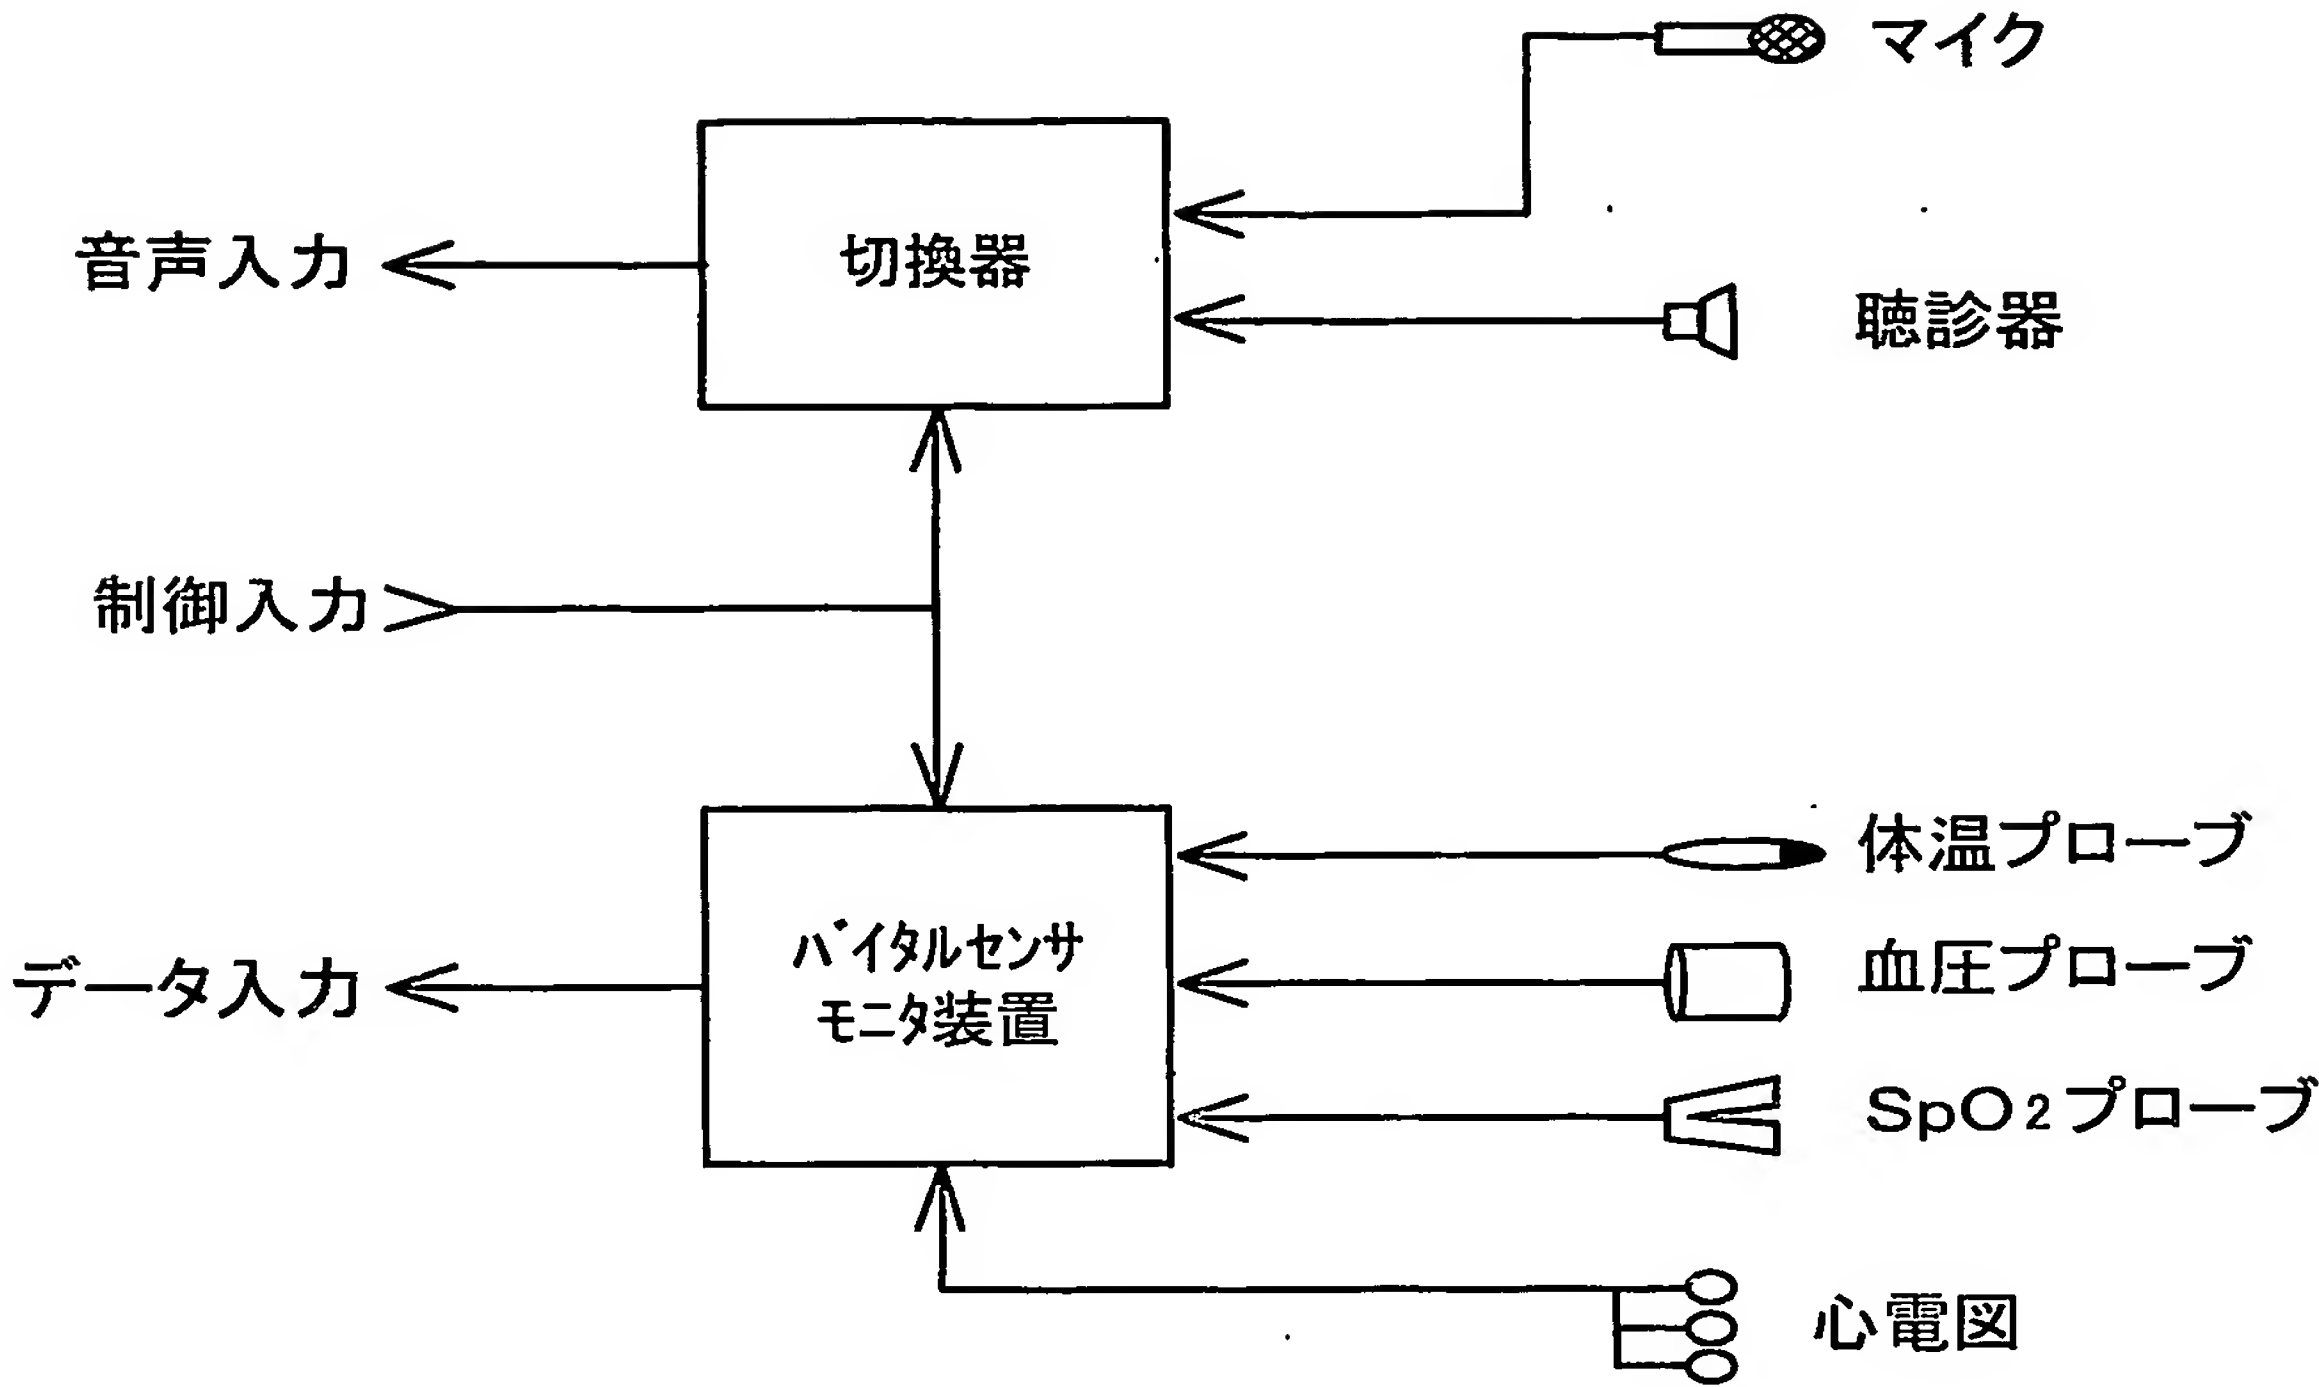 マイク
音声入力
切換器
聴診器
制御入力
体温プローブ
ﾊﾞｲﾀﾙｾﾝｻ
ﾓﾆﾀ装置
データ入力
血圧プローブ
SpO2プローブ
心電図